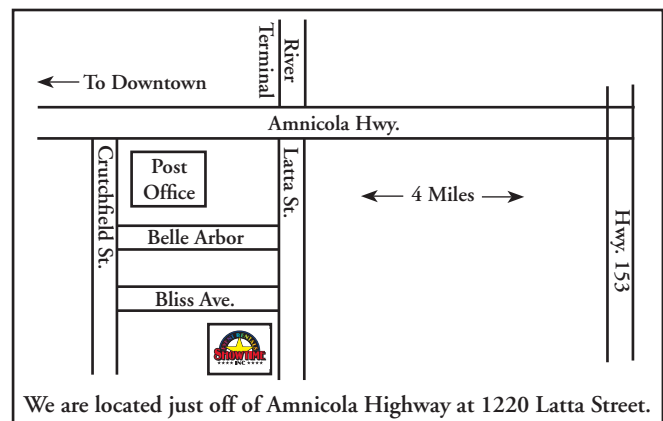 River
Terminal
To Downtown
Amnicola Hwy.
Crutchfield St.
Post
Office
Latta St.
4 Miles
Hwy. 153
Belle Arbor
Bliss Ave.
SHOWTIME
INC
We are located just off of Amnicola Highway at 1220 Latta Street.